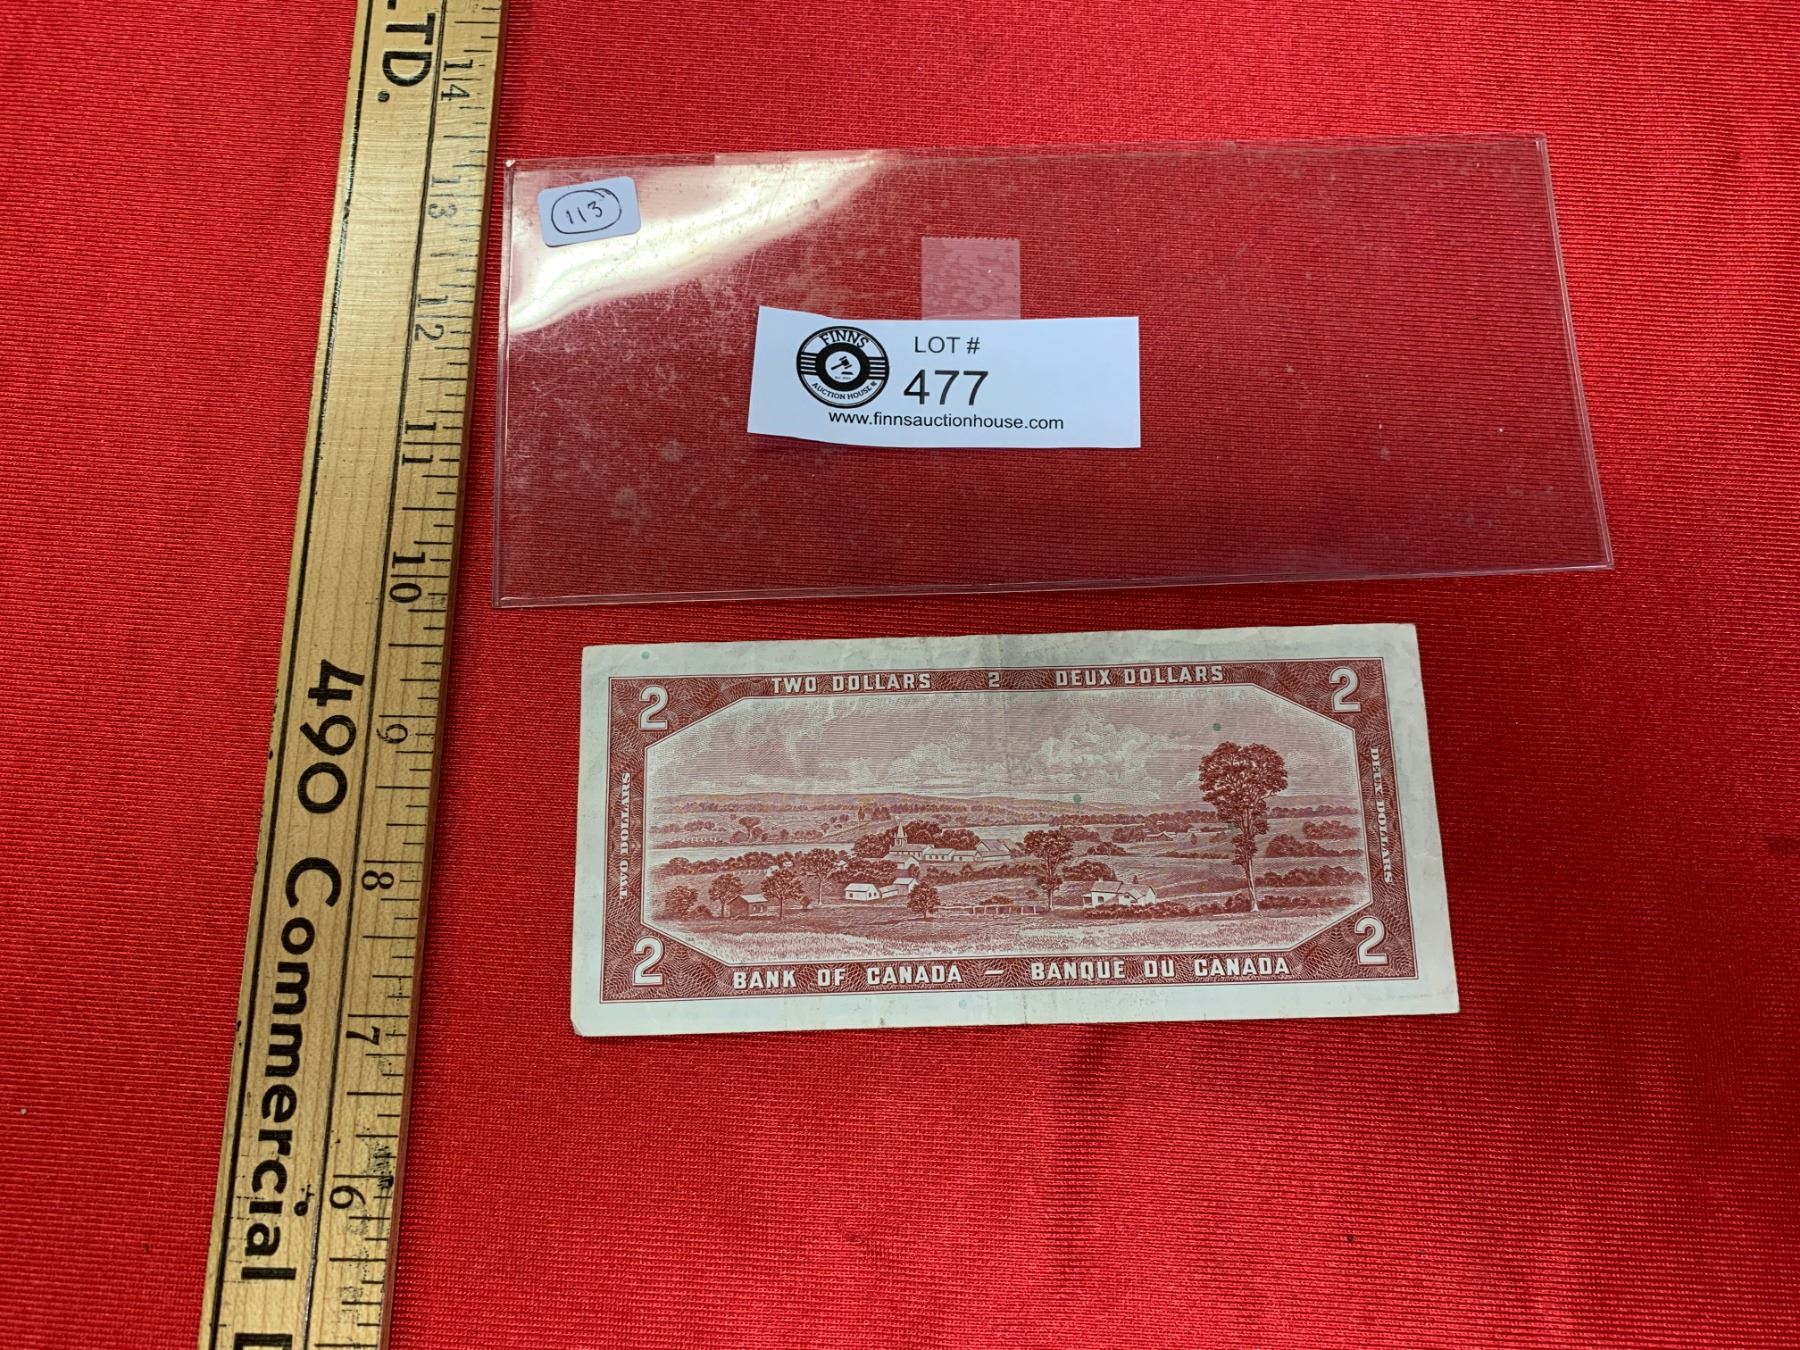 LTD.
14
13
12
11
10
9
8
7
6
490 Commercial D
113
FINNS
AUCTION HOUSE
LOT #
477
www.finnsauctionhouse.com
TWO DOLLARS 2 DEUX DOLLARS
2 2
TWO DOLLARS
DEUX DOLLARS
2 2
BANK OF CANADA — BANQUE DU CANADA